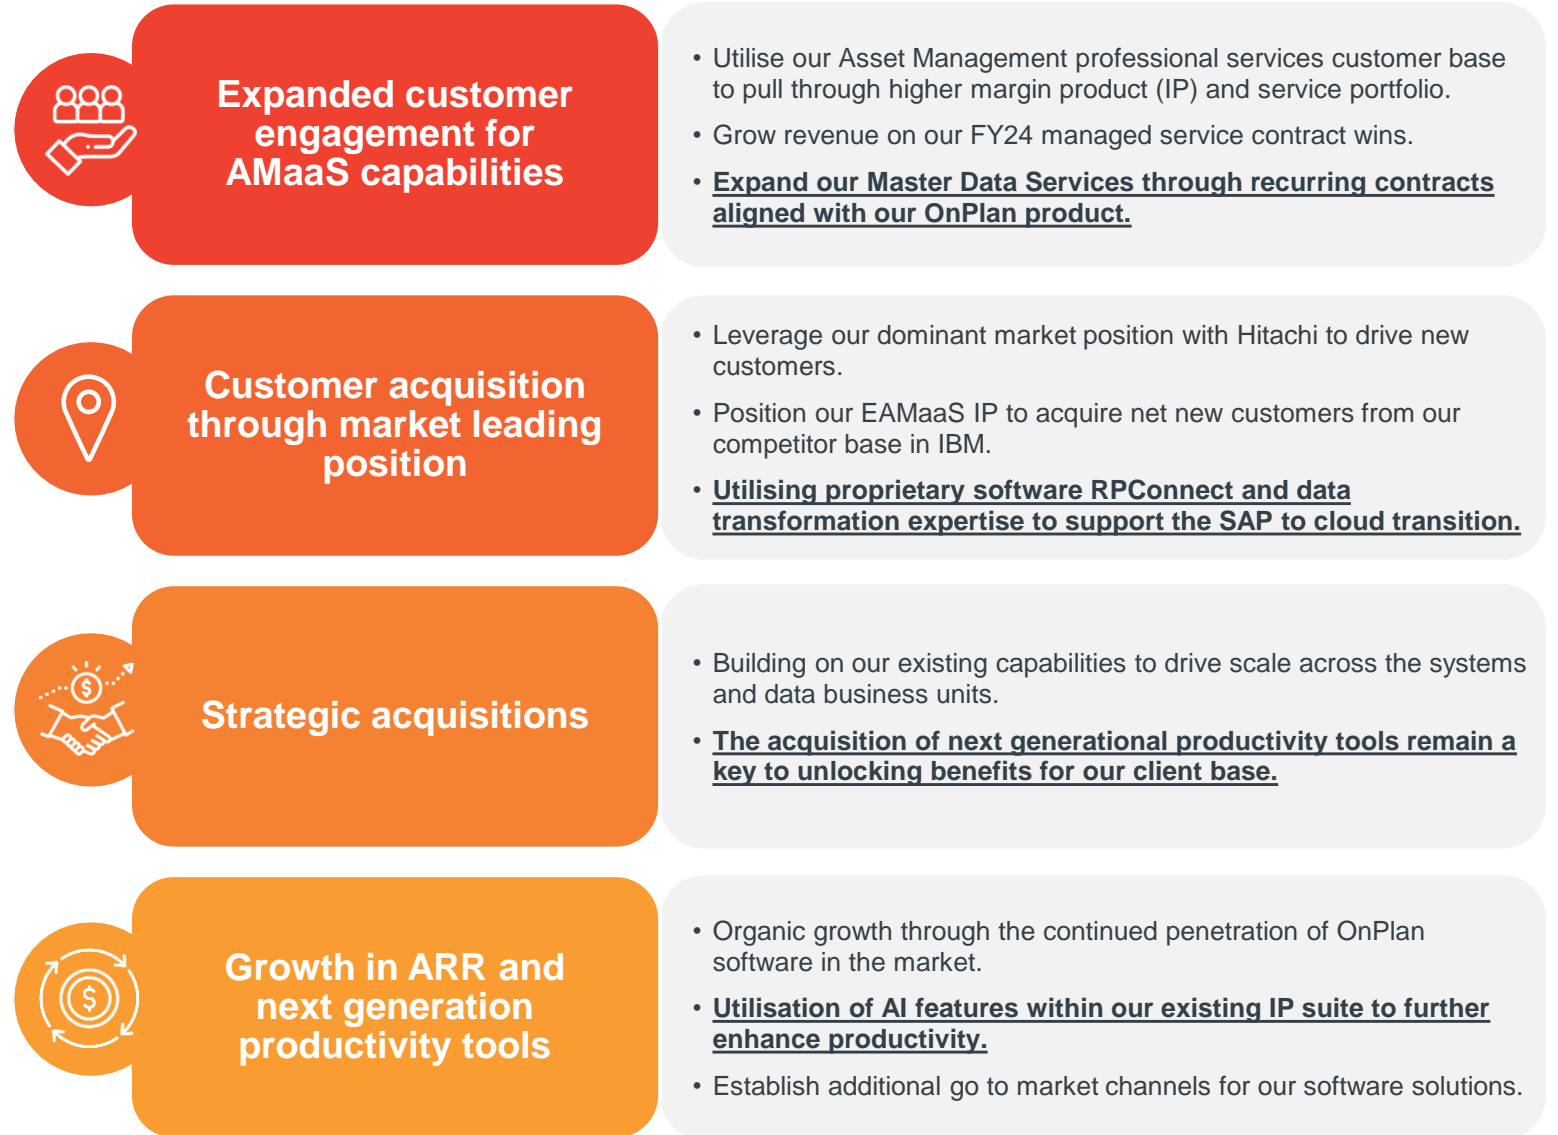 Expanded customer
engagement for
AMaaS capabilities
• Utilise our Asset Management professional services customer base
to pull through higher margin product (IP) and service portfolio.
• Grow revenue on our FY24 managed service contract wins.
• Expand our Master Data Services through recurring contracts
aligned with our OnPlan product.
Customer acquisition
through market leading
position
• Leverage our dominant market position with Hitachi to drive new
customers.
• Position our EAMaaS IP to acquire net new customers from our
competitor base in IBM.
• Utilising proprietary software RPConnect and data
transformation expertise to support the SAP to cloud transition.
Strategic acquisitions
• Building on our existing capabilities to drive scale across the systems
and data business units.
• The acquisition of next generational productivity tools remain a
key to unlocking benefits for our client base.
Growth in ARR and
next generation
productivity tools
• Organic growth through the continued penetration of OnPlan
software in the market.
• Utilisation of AI features within our existing IP suite to further
enhance productivity.
• Establish additional go to market channels for our software solutions.